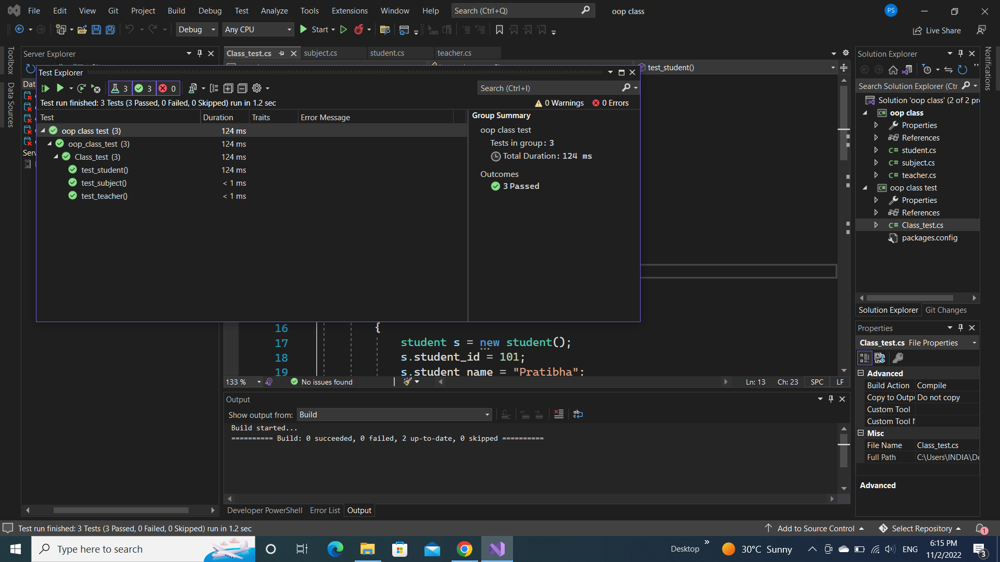 File Edit View Git Project Build Debug Test Analyze Tools Extensions Window Help Search (Ctrl+Q) oop class PS
Debug Any CPU Start Live Share
Toolbox
Data Sources
Server Explorer
Dat
Serv
Class_test.cs subject.cs student.cs teacher.cs
test_student()
Test Explorer
3 3 0 Search (Ctrl+I)
Test run finished: 3 Tests (3 Passed, 0 Failed, 0 Skipped) run in 1.2 sec 0 Warnings 0 Errors
Test Duration Traits Error Message
oop class test (3) 124 ms
oop_class_test (3) 124 ms
Class_test (3) 124 ms
test_student() 124 ms
test_subject() < 1 ms
test_teacher() < 1 ms
Group Summary
oop class test
Tests in group: 3
Total Duration: 124 ms
Outcomes
3 Passed
16 {
17 student s = new student();
18 s.student_id = 101;
19 s.student_name = "Pratibha";
133 % No issues found Ln: 13 Ch: 23 SPC LF
Output
Show output from: Build
Build started...
========== Build: 0 succeeded, 0 failed, 2 up-to-date, 0 skipped ==========
Developer PowerShell Error List Output
Solution Explorer
Search Solution Explorer (Ctr
Solution 'oop class' (2 of 2 pr
oop class
Properties
References
C# student.cs
C# subject.cs
C# teacher.cs
oop class test
Properties
References
C# Class_test.cs
packages.config
Solution Explorer Git Changes
Notifications
Properties
Class_test.cs File Properties
Advanced
Build Action Compile
Copy to Outpu Do not copy
Custom Tool
Custom Tool N
Misc
File Name Class_test.cs
Full Path C:\Users\INDIA\De
Advanced
Test run finished: 3 Tests (3 Passed, 0 Failed, 0 Skipped) run in 1.2 sec Add to Source Control Select Repository 1
Type here to search Desktop 30°C Sunny ENG 6:15 PM
11/2/2022 3